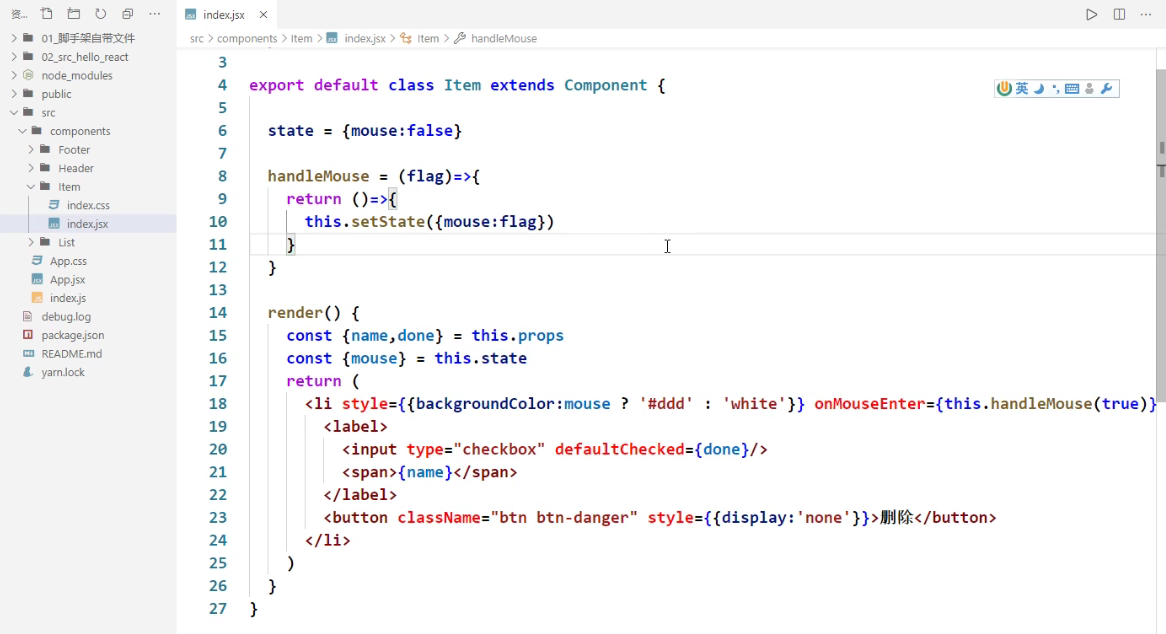 资...
index.jsx
src > components > Item > index.jsx > Item > handleMouse
01_脚手架自带文件
02_src_hello_react
node_modules
public
src
components
Footer
Header
Item
index.css
index.jsx
List
App.css
App.jsx
index.js
debug.log
package.json
README.md
yarn.lock
英
3
4 export default class Item extends Component {
5
6 state = {mouse:false}
7
8 handleMouse = (flag)=>{
9 return ()=>{
10 this.setState({mouse:flag})
11 }
12 }
13
14 render() {
15 const {name,done} = this.props
16 const {mouse} = this.state
17 return (
18 <li style={{backgroundColor:mouse ? '#ddd' : 'white'}} onMouseEnter={this.handleMouse(true)}
19 <label>
20 <input type="checkbox" defaultChecked={done}/>
21 <span>{name}</span>
22 </label>
23 <button className="btn btn-danger" style={{display:'none'}}>删除</button>
24 </li>
25 )
26 }
27 }